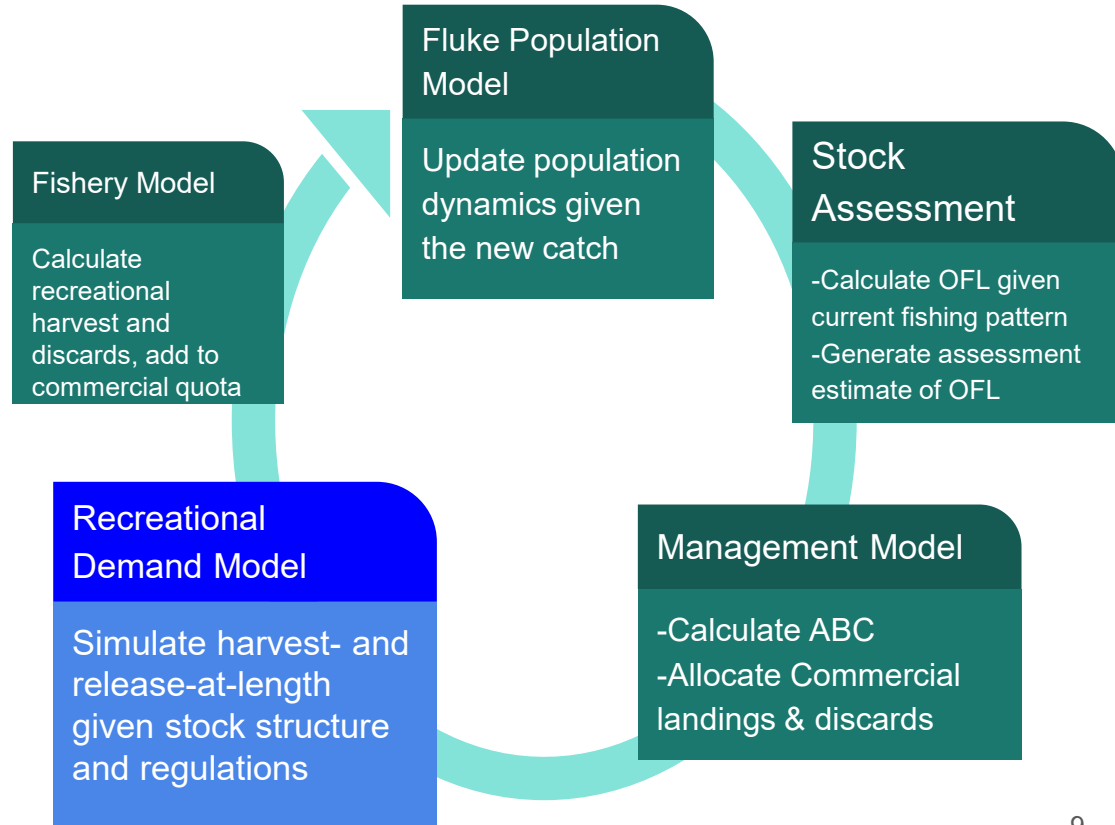 Fluke Population
Model
Update population
dynamics given
the new catch
Stock
Assessment
-Calculate OFL given
current fishing pattern
-Generate assessment
estimate of OFL
Management Model
-Calculate ABC
-Allocate Commercial
landings & discards
Recreational
Demand Model
Simulate harvest- and
release-at-length
given stock structure
and regulations
Fishery Model
Calculate
recreational
harvest and
discards, add to
commercial quota